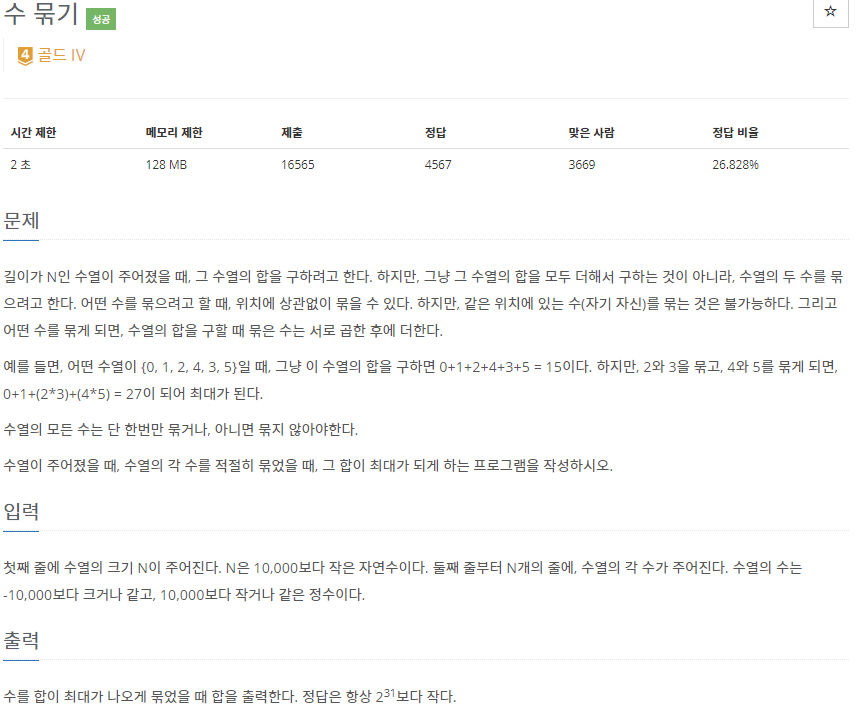 수 묶기 성공
4 골드 IV
시간 제한 메모리 제한 제출 정답 맞은 사람 정답 비율
2 초 128 MB 16565 4567 3669 26.828%
문제
길이가 N인 수열이 주어졌을 때, 그 수열의 합을 구하려고 한다. 하지만, 그냥 그 수열의 합을 모두 더해서 구하는 것이 아니라, 수열의 두 수를 묶
으려고 한다. 어떤 수를 묶으려고 할 때, 위치에 상관없이 묶을 수 있다. 하지만, 같은 위치에 있는 수(자기 자신)를 묶는 것은 불가능하다. 그리고
어떤 수를 묶게 되면, 수열의 합을 구할 때 묶은 수는 서로 곱한 후에 더한다.
예를 들면, 어떤 수열이 {0, 1, 2, 4, 3, 5}일 때, 그냥 이 수열의 합을 구하면 0+1+2+4+3+5 = 15이다. 하지만, 2와 3을 묶고, 4와 5를 묶게 되면,
0+1+(2*3)+(4*5) = 27이 되어 최대가 된다.
수열의 모든 수는 단 한번만 묶거나, 아니면 묶지 않아야한다.
수열이 주어졌을 때, 수열의 각 수를 적절히 묶었을 때, 그 합이 최대가 되게 하는 프로그램을 작성하시오.
입력
첫째 줄에 수열의 크기 N이 주어진다. N은 10,000보다 작은 자연수이다. 둘째 줄부터 N개의 줄에, 수열의 각 수가 주어진다. 수열의 수는
-10,000보다 크거나 같고, 10,000보다 작거나 같은 정수이다.
출력
수를 합이 최대가 나오게 묶었을 때 합을 출력한다. 정답은 항상 2³¹보다 작다.